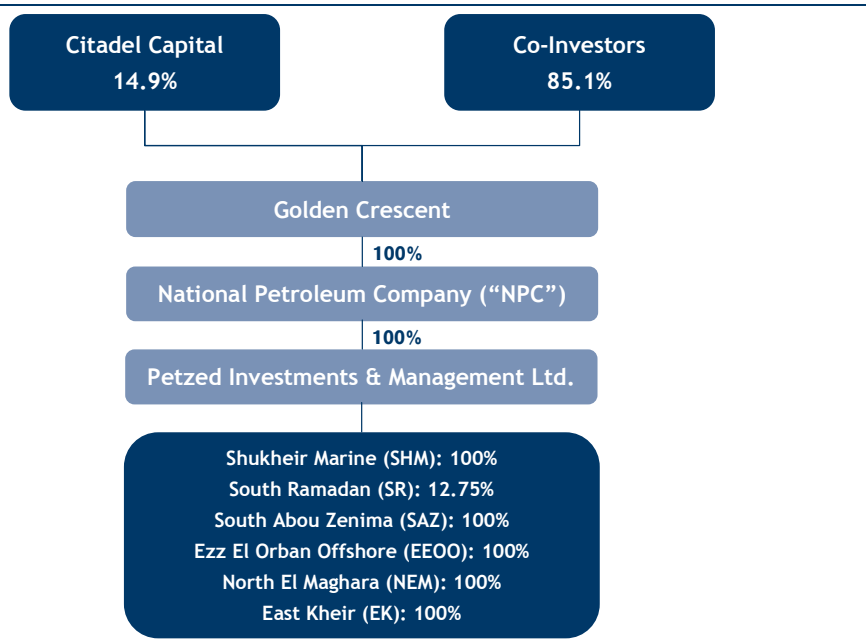 Citadel Capital
14.9%
Co-Investors
85.1%
Golden Crescent
100%
National Petroleum Company (“NPC”)
100%
Petzed Investments & Management Ltd.
Shukheir Marine (SHM): 100%
South Ramadan (SR): 12.75%
South Abou Zenima (SAZ): 100%
Ezz El Orban Offshore (EEOO): 100%
North El Maghara (NEM): 100%
East Kheir (EK): 100%